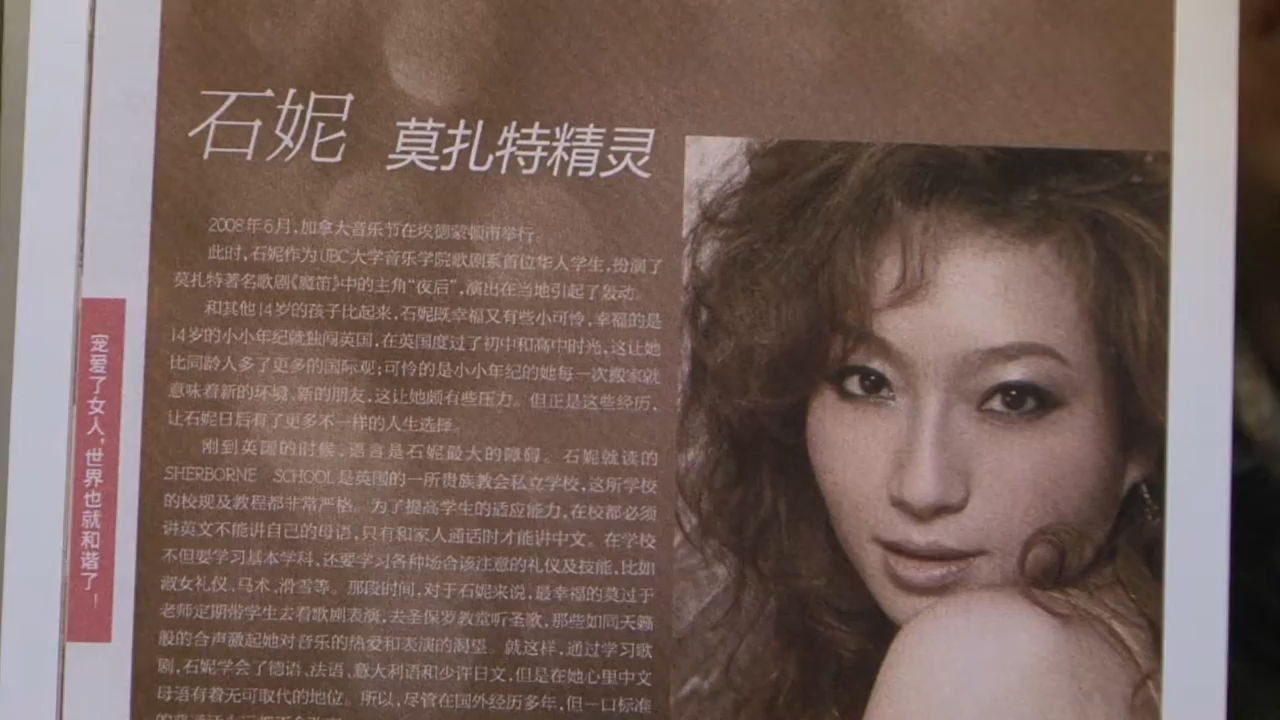 石妮 莫扎特精灵
2008年6月,加拿大音乐节在埃德蒙顿市举行。
此时,石妮作为UBC大学音乐学院歌剧系首位华人学生,扮演了
莫扎特著名歌剧《魔笛》中的主角“夜后”,演出在当地引起了轰动。
和其他14岁的孩子比起来,石妮既幸福又有些小可怜,幸福的是
14岁的小小年纪就独闯英国,在英国度过了初中和高中时光,这让她
比同龄人多了更多的国际观;可怜的是小小年纪的她每一次搬家就
意味着新的环境、新的朋友,这让她颇有些压力。但正是这些经历,
让石妮日后有了更多不一样的人生选择。
刚到英国的时候,语言是石妮最大的障碍。石妮就读的
SHERBORNE SCHOOL是英国的一所贵族教会私立学校,这所学校
的校规及教程都非常严格。为了提高学生的适应能力,在校都必须
讲英文不能讲自己的母语,只有和家人通话时才能讲中文。在学校
不但要学习基本学科,还要学习各种场合该注意的礼仪及技能,比如
淑女礼仪、马术、滑雪等。那段时间,对于石妮来说,最幸福的莫过于
老师定期带学生去看歌剧表演,去圣保罗教堂听圣歌,那些如同天籁
般的合声激起她对音乐的热爱和表演的渴望。就这样,通过学习歌
剧,石妮学会了德语、法语、意大利语和少许日文,但是在她心里中文
母语有着无可取代的地位。所以,尽管在国外经历多年,但一口标准
宠爱了女人,世界也就和谐了!